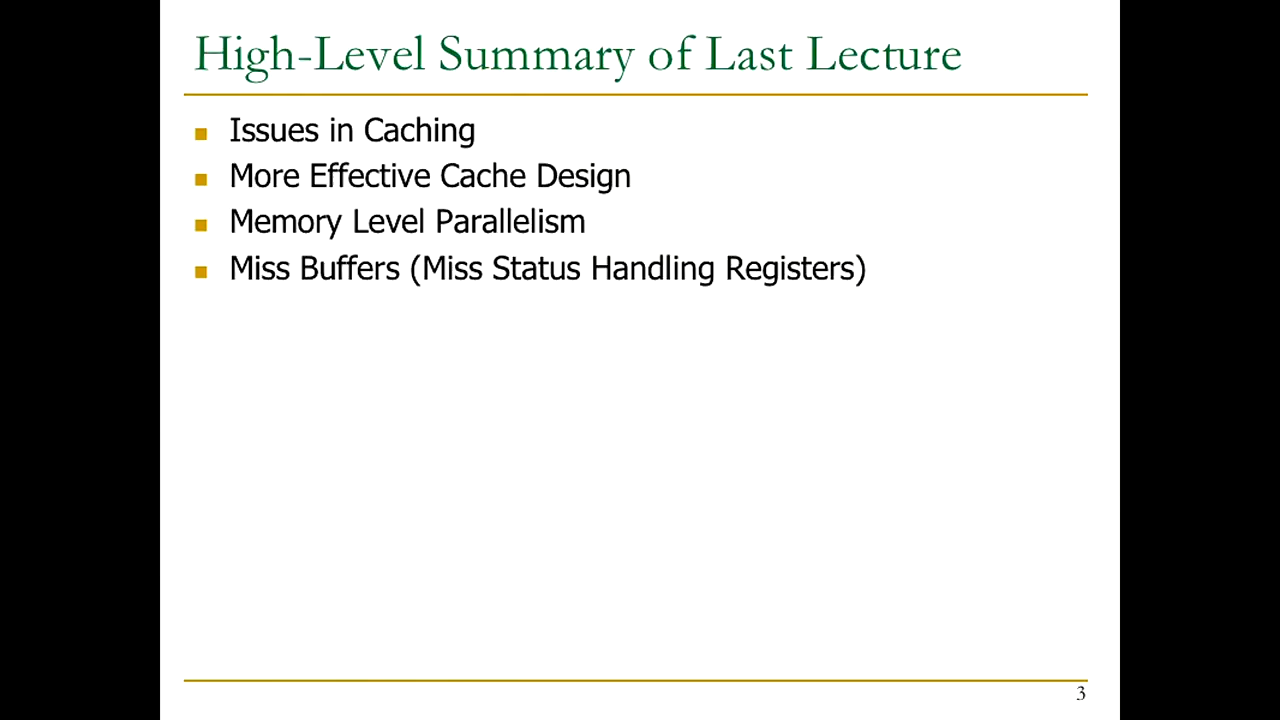 High-Level Summary of Last Lecture
Issues in Caching
More Effective Cache Design
Memory Level Parallelism
Miss Buffers (Miss Status Handling Registers)
3